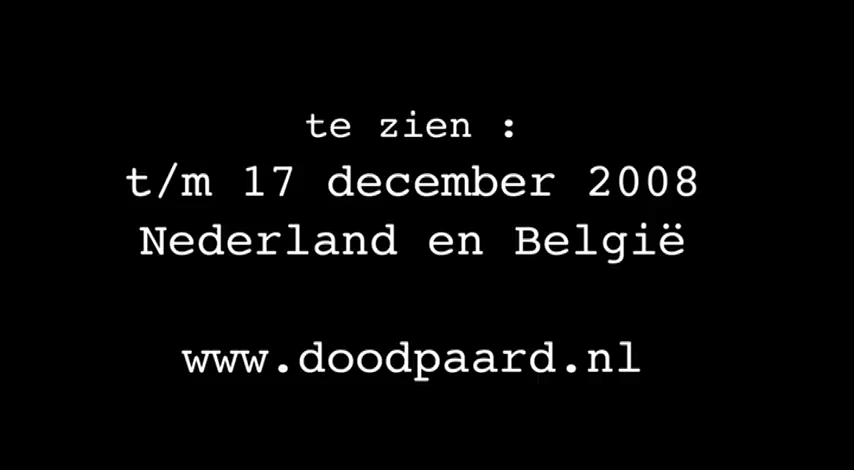 te zien :
t/m 17 december 2008
Nederland en België
www.doodpaard.nl